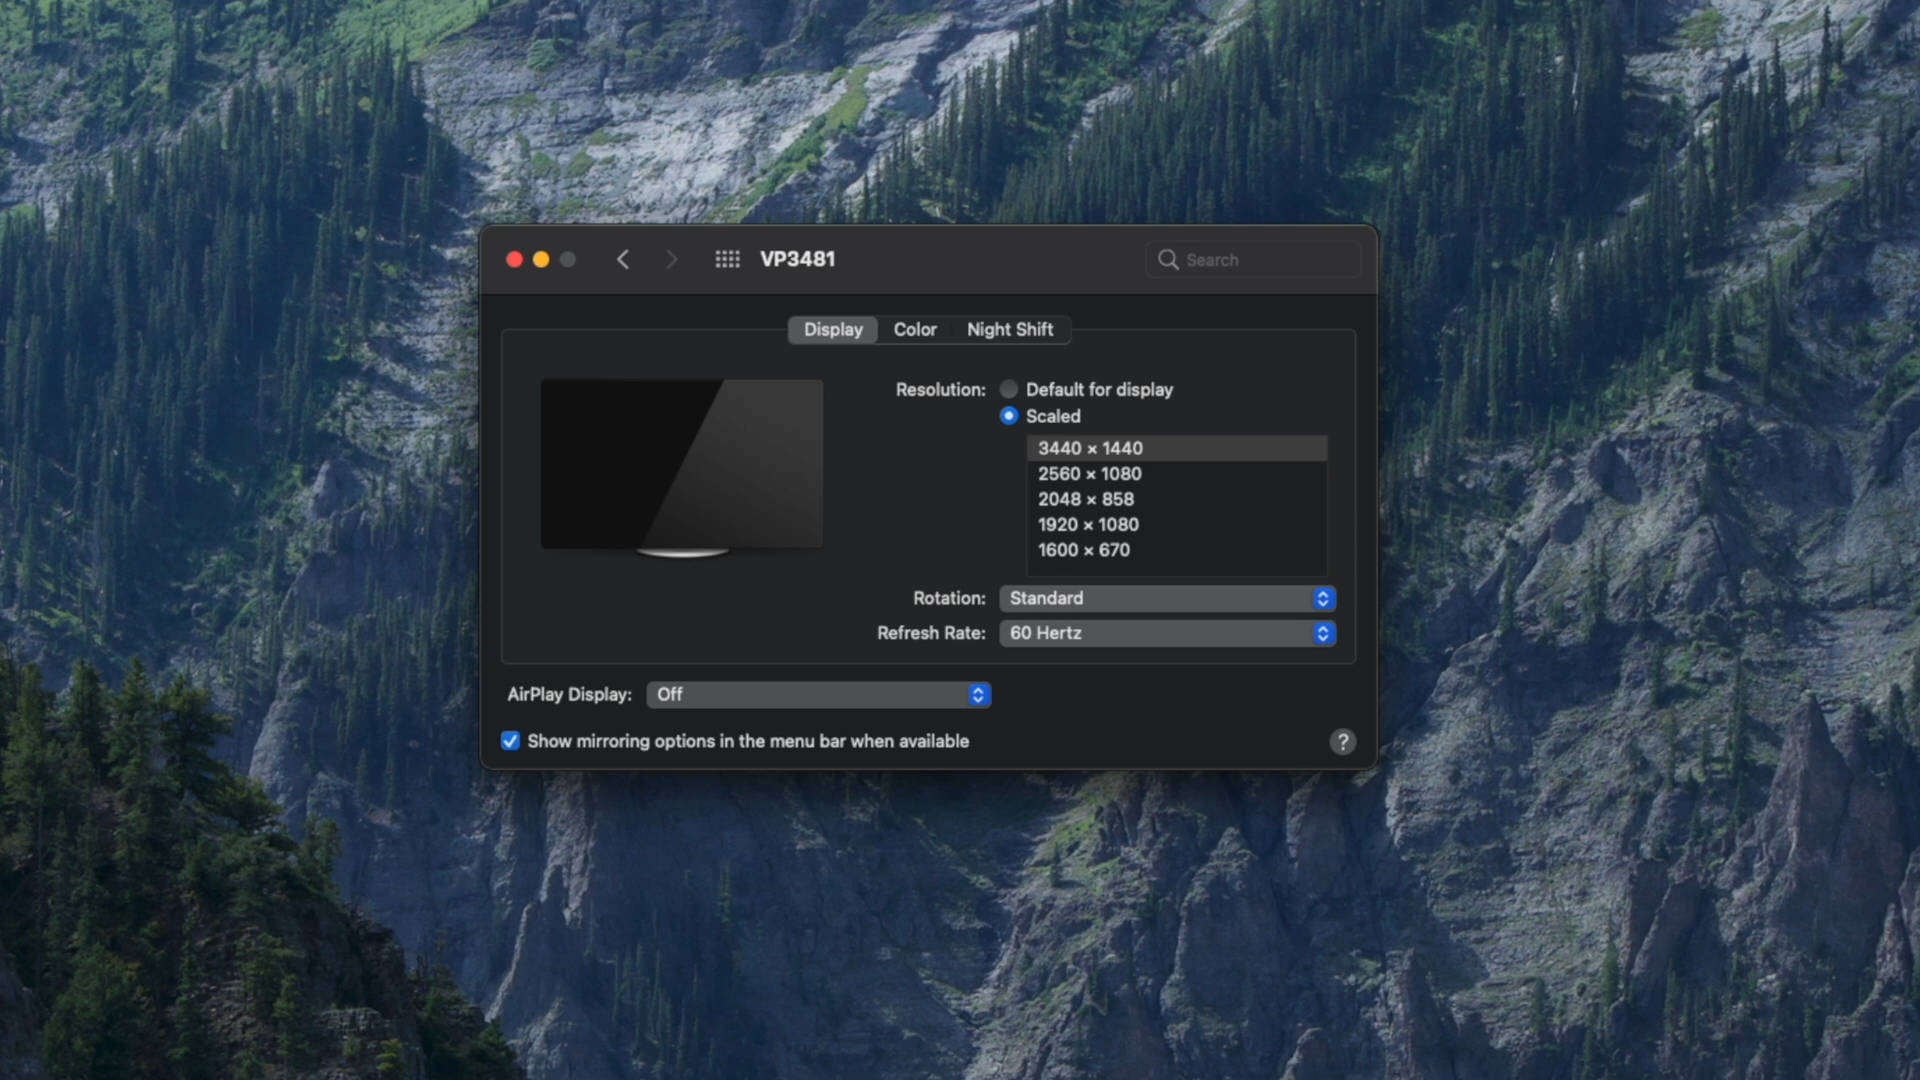 VP3481
Search
Display Color Night Shift
Resolution: Default for display
Scaled
3440 × 1440
2560 × 1080
2048 × 858
1920 × 1080
1600 × 670
Rotation: Standard
Refresh Rate: 60 Hertz
AirPlay Display: Off
Show mirroring options in the menu bar when available
?